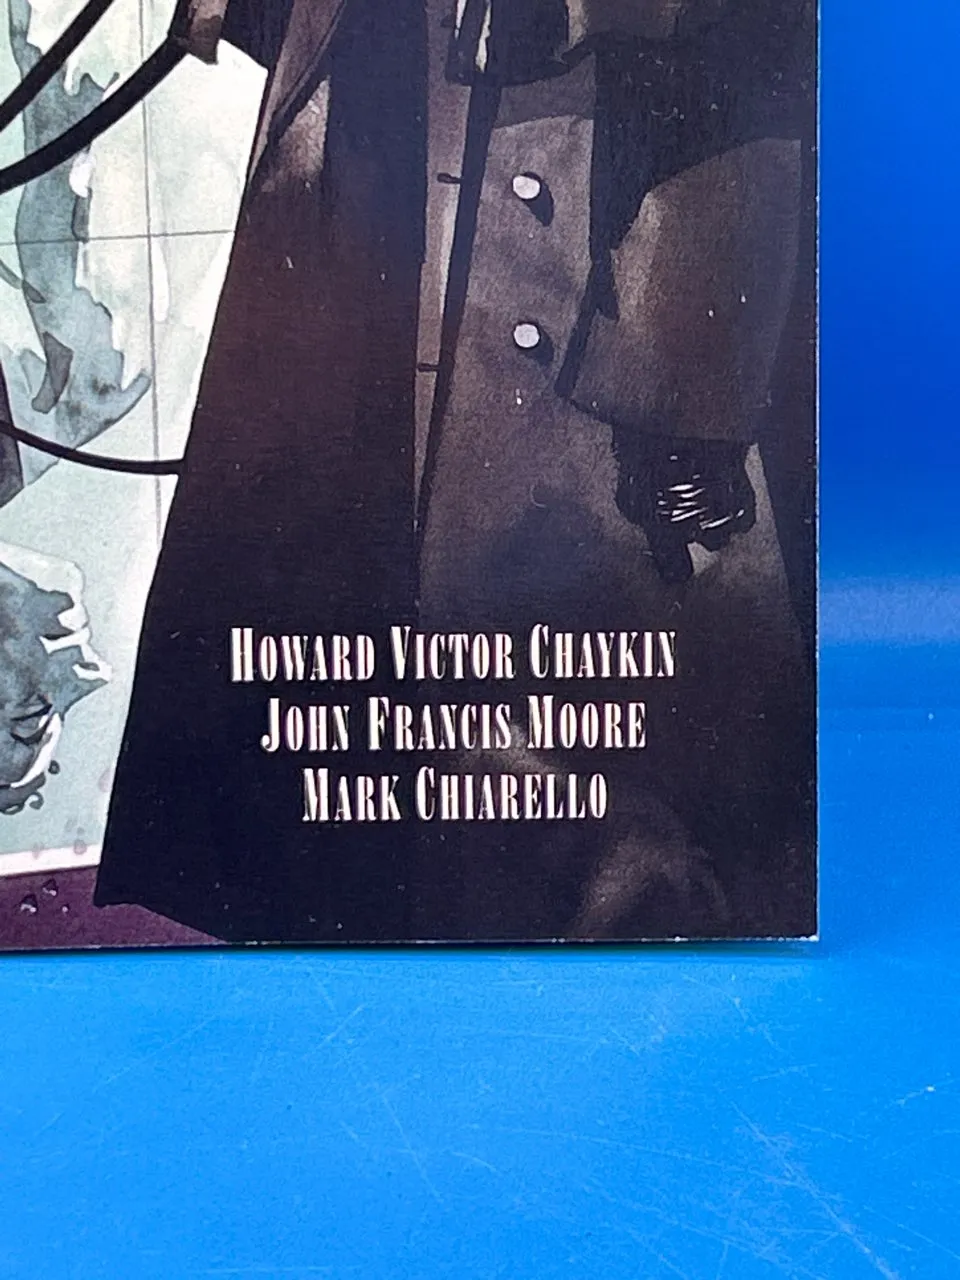 Howard Victor Chaykin
John Francis Moore
Mark Chiarello